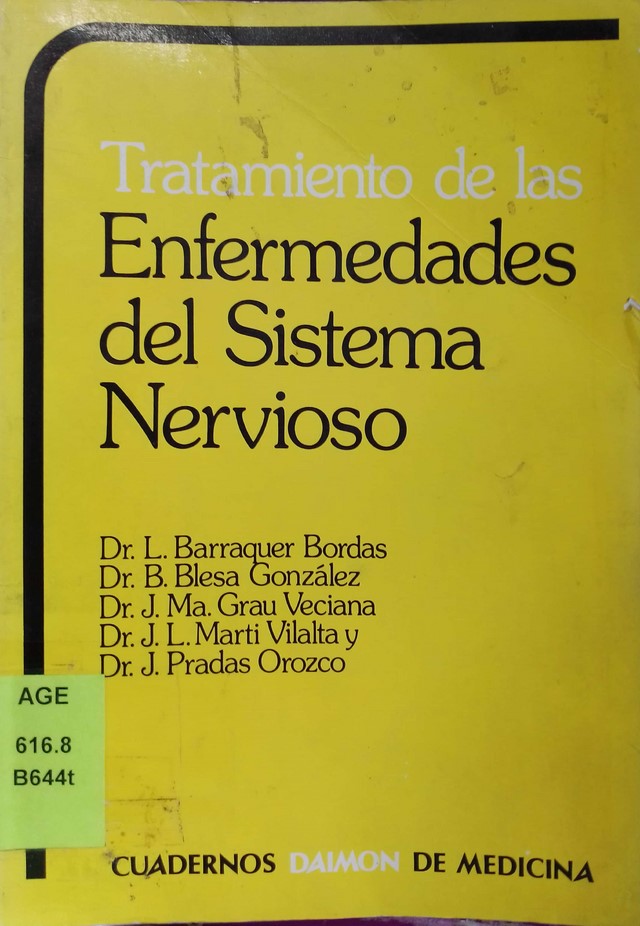 Tratamiento de las
Enfermedades
del Sistema
Nervioso
Dr. L. Barraquer Bordas
Dr. B. Blesa González
Dr. J. Ma. Grau Veciana
Dr. J. L. Marti Vilalta y
Dr. J. Pradas Orozco
AGE
616.8
B644t
CUADERNOS DAIMON DE MEDICINA